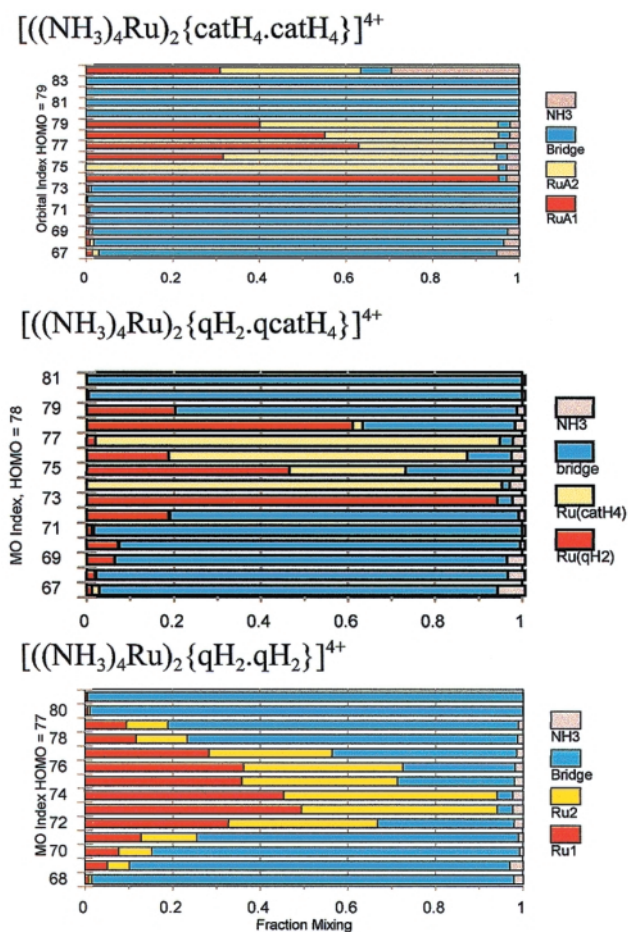 [((NH₃)₄Ru)₂{catH₄.catH₄}]⁴⁺
Orbital Index HOMO = 79
83
81
79
77
75
73
71
69
67
0
0.2
0.4
0.6
0.8
1
NH3
Bridge
RuA2
RuA1
[((NH₃)₄Ru)₂{qH₂.qcatH₄}]⁴⁺
MO Index, HOMO = 78
81
79
77
75
73
71
69
67
0
0.2
0.4
0.6
0.8
1
NH3
bridge
Ru(catH4)
Ru(qH2)
[((NH₃)₄Ru)₂{qH₂.qH₂}]⁴⁺
MO Index HOMO = 77
80
78
76
74
72
70
68
0
0.2
0.4
0.6
0.8
1
Fraction Mixing
NH3
Bridge
Ru2
Ru1